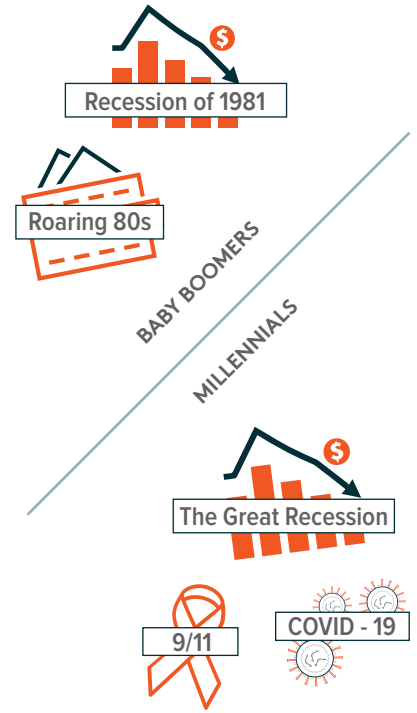 $
Recession of 1981
Roaring 80s
BABY BOOMERS
MILLENNIALS
$
The Great Recession
9/11
COVID - 19